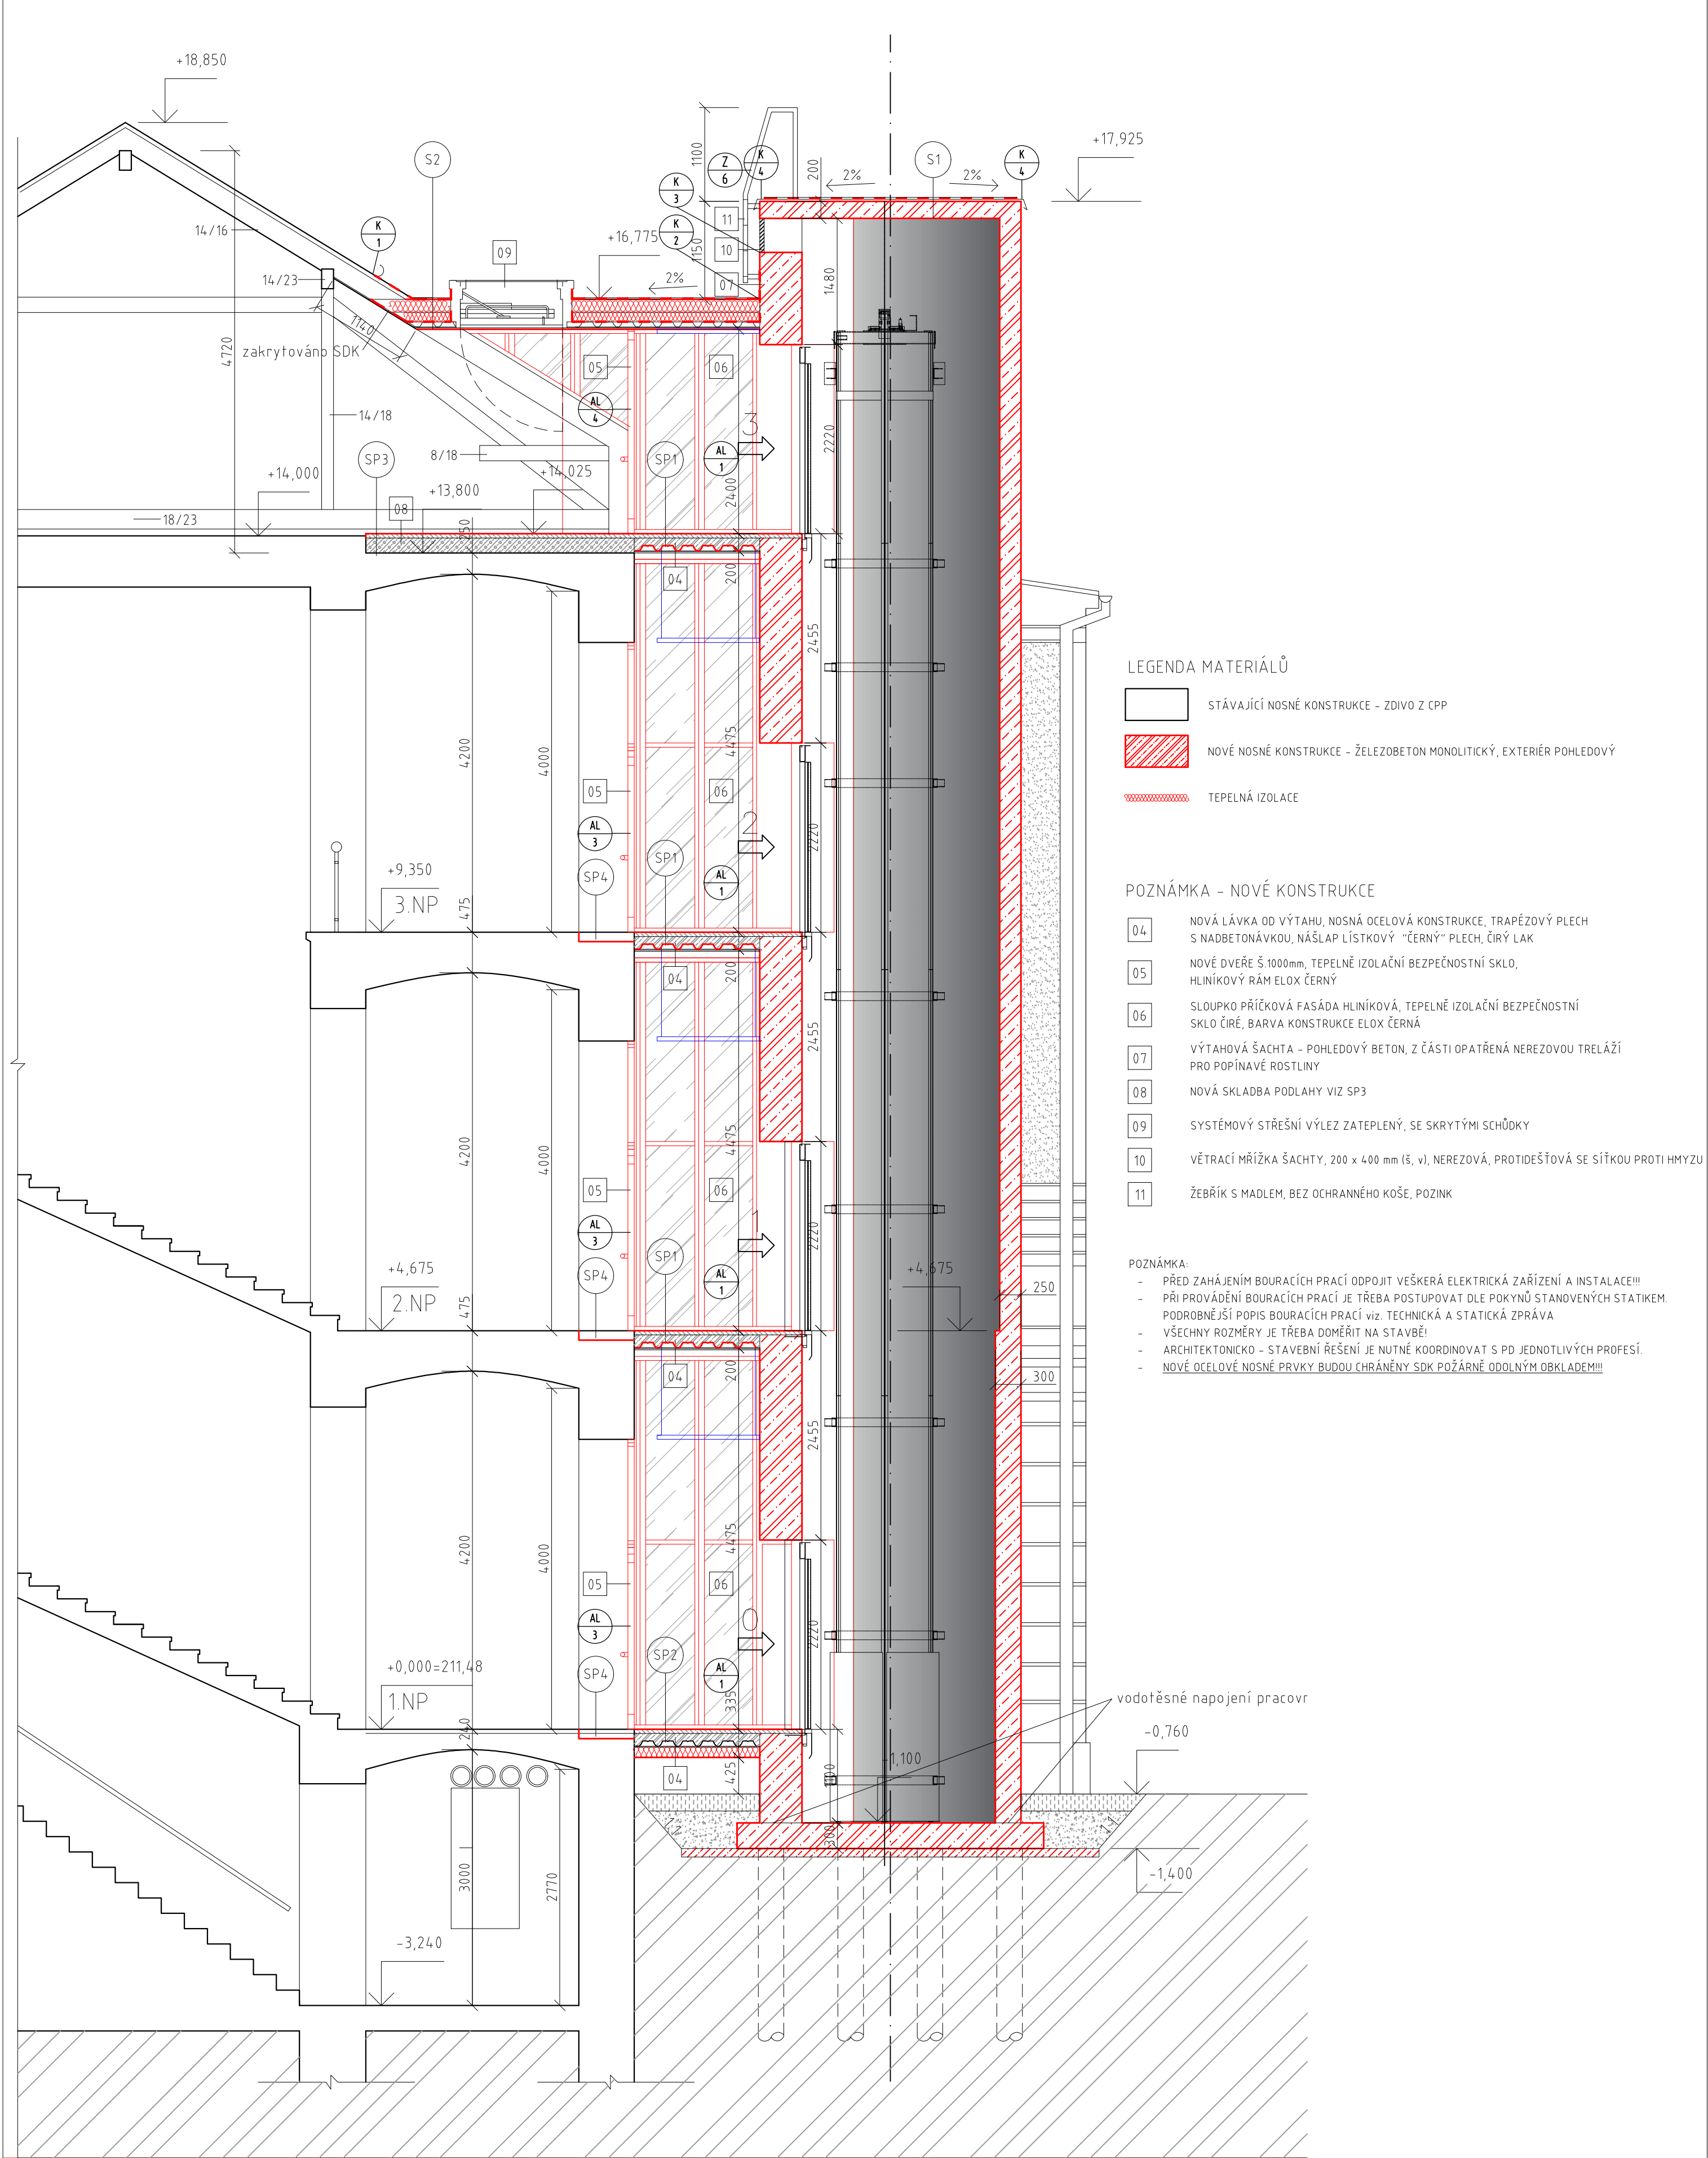 +18,850
+17,925
S2
S1
K
1
K
3
K
2
Z
6
K
4
K
4
1100
200
2%
2%
11
10
07
09
+16,775
2%
1150
1480
14/16
14/23
1140
4720
zakrytováno SDK
14/18
8/18
SP3
+14,000
08
+13,800
+14,025
18/23
250
05
06
AL
4
SP1
AL
1
3
2400
2220
04
200
2455
4475
4200
4000
05
06
AL
3
SP1
SP4
AL
1
2
2220
+9,350
3.NP
475
04
200
2455
4475
4200
4000
05
06
AL
3
SP1
SP4
AL
1
1
2220
+4,675
2.NP
475
+4,675
250
300
04
200
2455
4475
4200
4000
05
06
AL
3
SP2
SP4
AL
1
0
2220
+0,000=211,48
1.NP
240
335
04
425
1100
-1,100
300
vodotěsné napojení pracovr
-0,760
-1,400
3000
2770
-3,240
LEGENDA MATERIÁLŮ
STÁVAJÍCÍ NOSNÉ KONSTRUKCE - ZDIVO Z CPP
NOVÉ NOSNÉ KONSTRUKCE - ŽELEZOBETON MONOLITICKÝ, EXTERIÉR POHLEDOVÝ
TEPELNÁ IZOLACE
POZNÁMKA - NOVÉ KONSTRUKCE
04 NOVÁ LÁVKA OD VÝTAHU, NOSNÁ OCELOVÁ KONSTRUKCE, TRAPÉZOVÝ PLECH
S NADBETONÁVKOU, NÁŠLAP LÍSTKOVÝ "ČERNÝ" PLECH, ČIRÝ LAK
05 NOVÉ DVEŘE Š.1000mm, TEPELNĚ IZOLAČNÍ BEZPEČNOSTNÍ SKLO,
HLINÍKOVÝ RÁM ELOX ČERNÝ
06 SLOUPKO PŘÍČKOVÁ FASÁDA HLINÍKOVÁ, TEPELNĚ IZOLAČNÍ BEZPEČNOSTNÍ
SKLO ČIRÉ, BARVA KONSTRUKCE ELOX ČERNÁ
07 VÝTAHOVÁ ŠACHTA - POHLEDOVÝ BETON, Z ČÁSTI OPATŘENÁ NEREZOVOU TRELÁŽÍ
PRO POPÍNAVÉ ROSTLINY
08 NOVÁ SKLADBA PODLAHY VIZ SP3
09 SYSTÉMOVÝ STŘEŠNÍ VÝLEZ ZATEPLENÝ, SE SKRYTÝMI SCHŮDKY
10 VĚTRACÍ MŘÍŽKA ŠACHTY, 200 x 400 mm (š, v), NEREZOVÁ, PROTIDEŠŤOVÁ SE SÍŤKOU PROTI HMYZU
11 ŽEBŘÍK S MADLEM, BEZ OCHRANNÉHO KOŠE, POZINK
POZNÁMKA:
- PŘED ZAHÁJENÍM BOURACÍCH PRACÍ ODPOJIT VEŠKERÁ ELEKTRICKÁ ZAŘÍZENÍ A INSTALACE!!!
- PŘI PROVÁDĚNÍ BOURACÍCH PRACÍ JE TŘEBA POSTUPOVAT DLE POKYNŮ STANOVENÝCH STATIKEM.
PODROBNĚJŠÍ POPIS BOURACÍCH PRACÍ viz. TECHNICKÁ A STATICKÁ ZPRÁVA
- VŠECHNY ROZMĚRY JE TŘEBA DOMĚŘIT NA STAVBĚ!
- ARCHITEKTONICKO - STAVEBNÍ ŘEŠENÍ JE NUTNÉ KOORDINOVAT S PD JEDNOTLIVÝCH PROFESÍ.
- NOVÉ OCELOVÉ NOSNÉ PRVKY BUDOU CHRÁNĚNY SDK POŽÁRNĚ ODOLNÝM OBKLADEM!!!